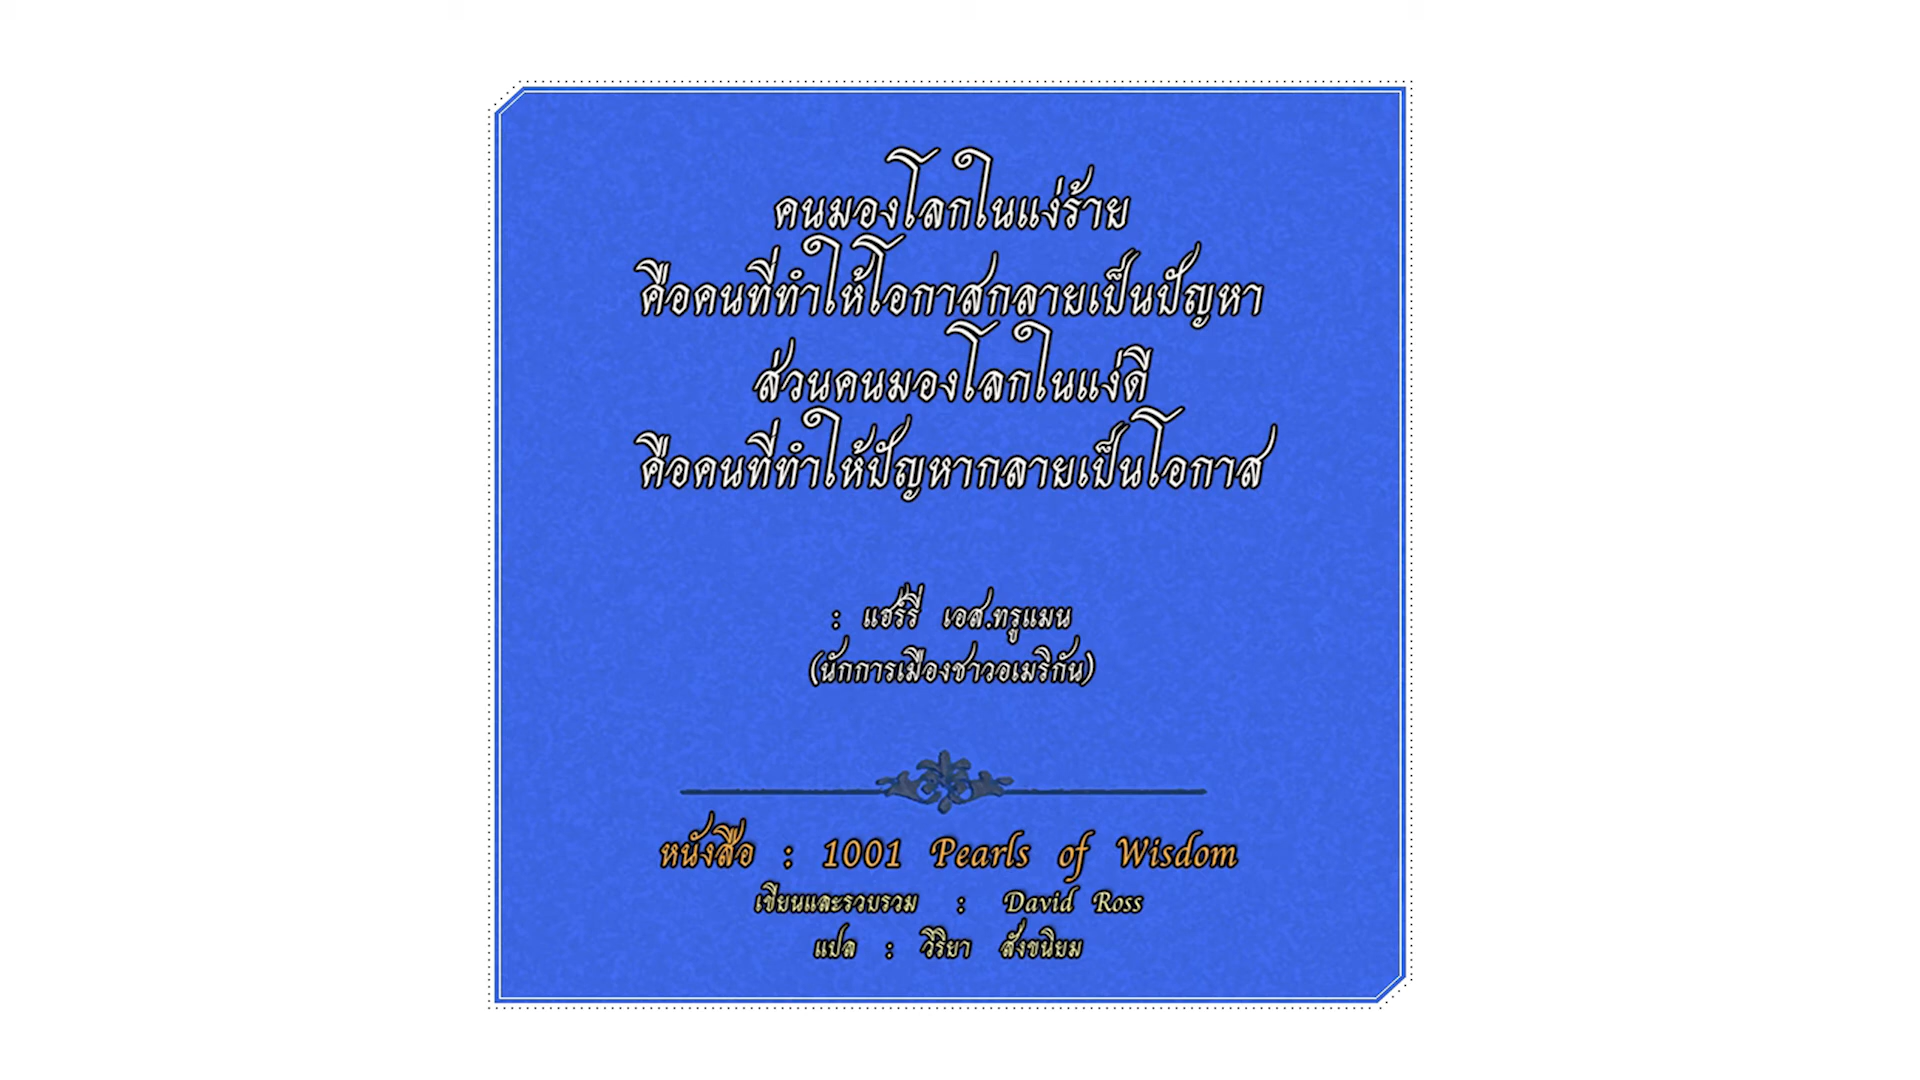 คนมองโลกในแง่ร้าย
คือคนที่ทำให้โอกาสกลายเป็นปัญหา
ส่วนคนมองโลกในแง่ดี
คือคนที่ทำให้ปัญหากลายเป็นโอกาส
: แฮร์รี่ เอส.ทรูแมน
(นักการเมืองชาวอเมริกัน)
หนังสือ : 1001 Pearls of Wisdom
เขียนและรวบรวม : David Ross
แปล : วิริยา สังขนิยม